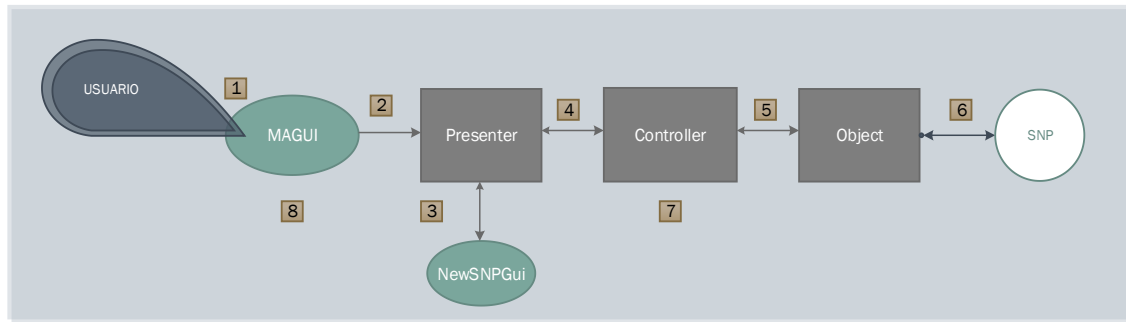 USUARIO
1
MAGUI
2
Presenter
4
Controller
5
Object
6
SNP
8
3
7
NewSNPGui